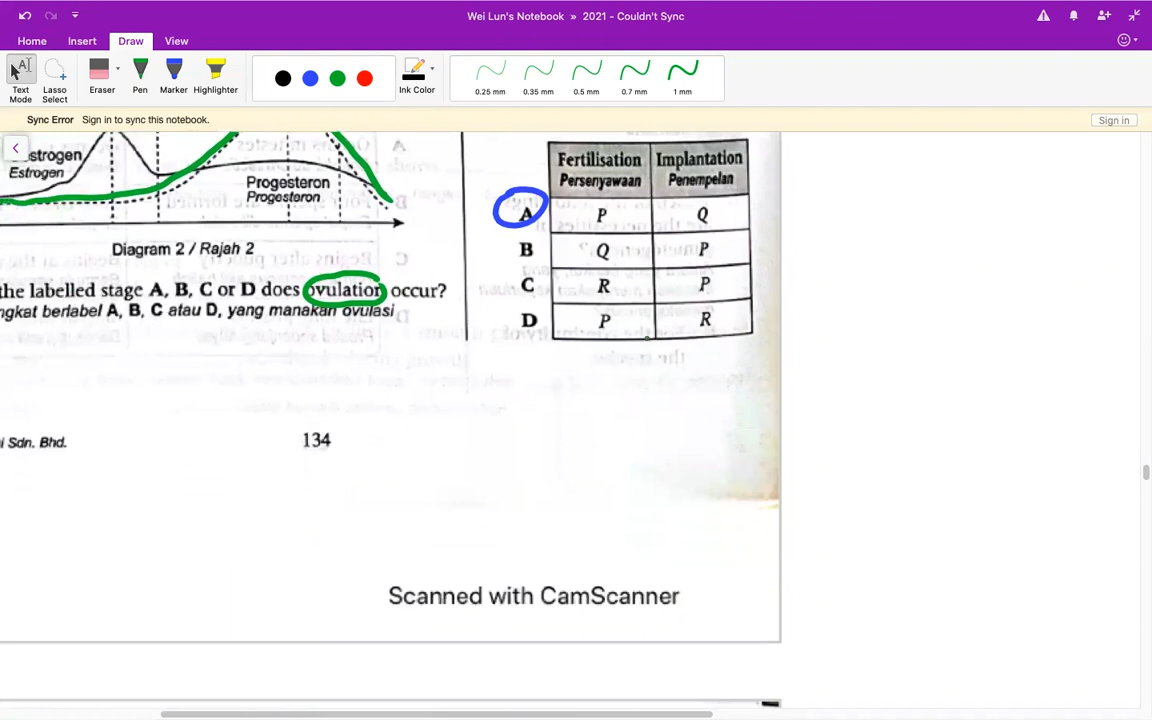 Wei Lun's Notebook » 2021 - Couldn't Sync
Home Insert Draw View
Text Mode
Lasso Select
Eraser
Pen
Marker
Highlighter
Ink Color
0.25 mm
0.35 mm
0.5 mm
0.7 mm
1 mm
Sync Error Sign in to sync this notebook.
Sign in
strogen
Estrogen
Progesteron
Progesteron
Diagram 2 / Rajah 2
the labelled stage A, B, C or D does ovulation occur?
ngkat berlabel A, B, C atau D, yang manakan ovulasi
Fertilisation Implantation
Persenyawaan Penempelan
A P Q
B Q P
C R P
D P R
i Sdn. Bhd.
134
Scanned with CamScanner